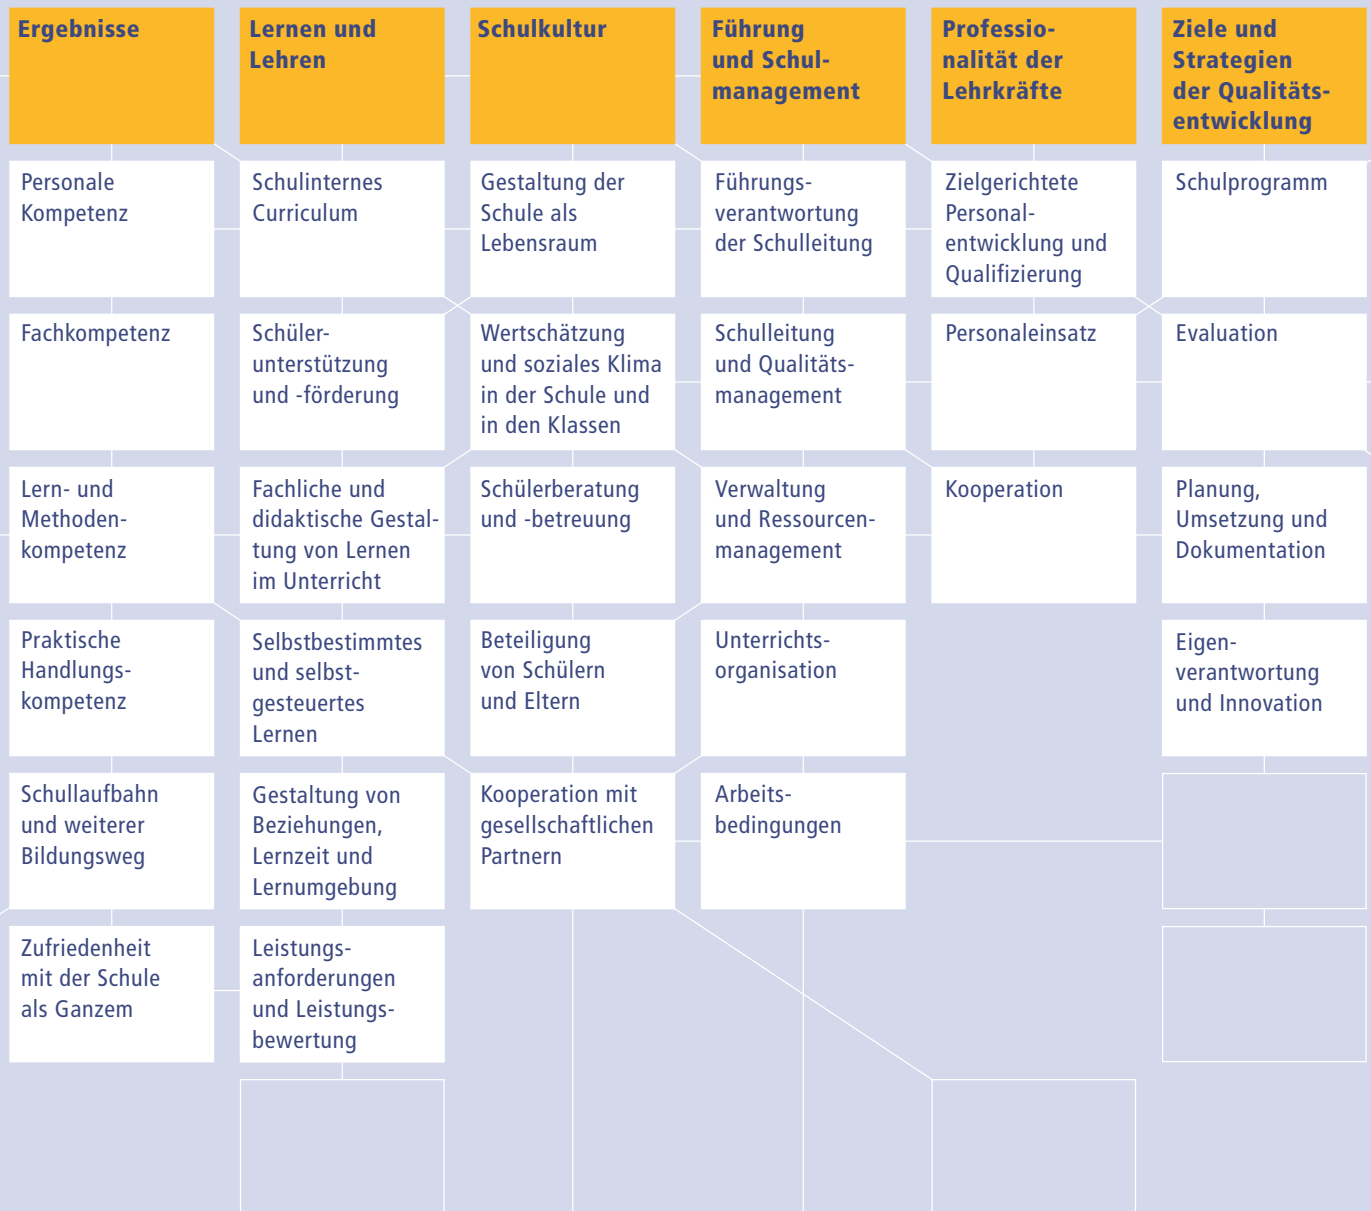 Ergebnisse
Personale
Kompetenz
Fachkompetenz
Lern- und
Methoden-
kompetenz
Praktische
Handlungs-
kompetenz
Schullaufbahn
und weiterer
Bildungsweg
Zufriedenheit
mit der Schule
als Ganzem
Lernen und
Lehren
Schulinternes
Curriculum
Schüler-
unterstützung
und -förderung
Fachliche und
didaktische Gestal-
tung von Lernen
im Unterricht
Selbstbestimmtes
und selbst-
gesteuertes
Lernen
Gestaltung von
Beziehungen,
Lernzeit und
Lernumgebung
Leistungs-
anforderungen
und Leistungs-
bewertung
Schulkultur
Gestaltung der
Schule als
Lebensraum
Wertschätzung
und soziales Klima
in der Schule und
in den Klassen
Schülerberatung
und -betreuung
Beteiligung
von Schülern
und Eltern
Kooperation mit
gesellschaftlichen
Partnern
Führung
und Schul-
management
Führungs-
verantwortung
der Schulleitung
Schulleitung
und Qualitäts-
management
Verwaltung
und Ressourcen-
management
Unterrichts-
organisation
Arbeits-
bedingungen
Professio-
nalität der
Lehrkräfte
Zielgerichtete
Personal-
entwicklung und
Qualifizierung
Personaleinsatz
Kooperation
Ziele und
Strategien
der Qualitäts-
entwicklung
Schulprogramm
Evaluation
Planung,
Umsetzung und
Dokumentation
Eigen-
verantwortung
und Innovation